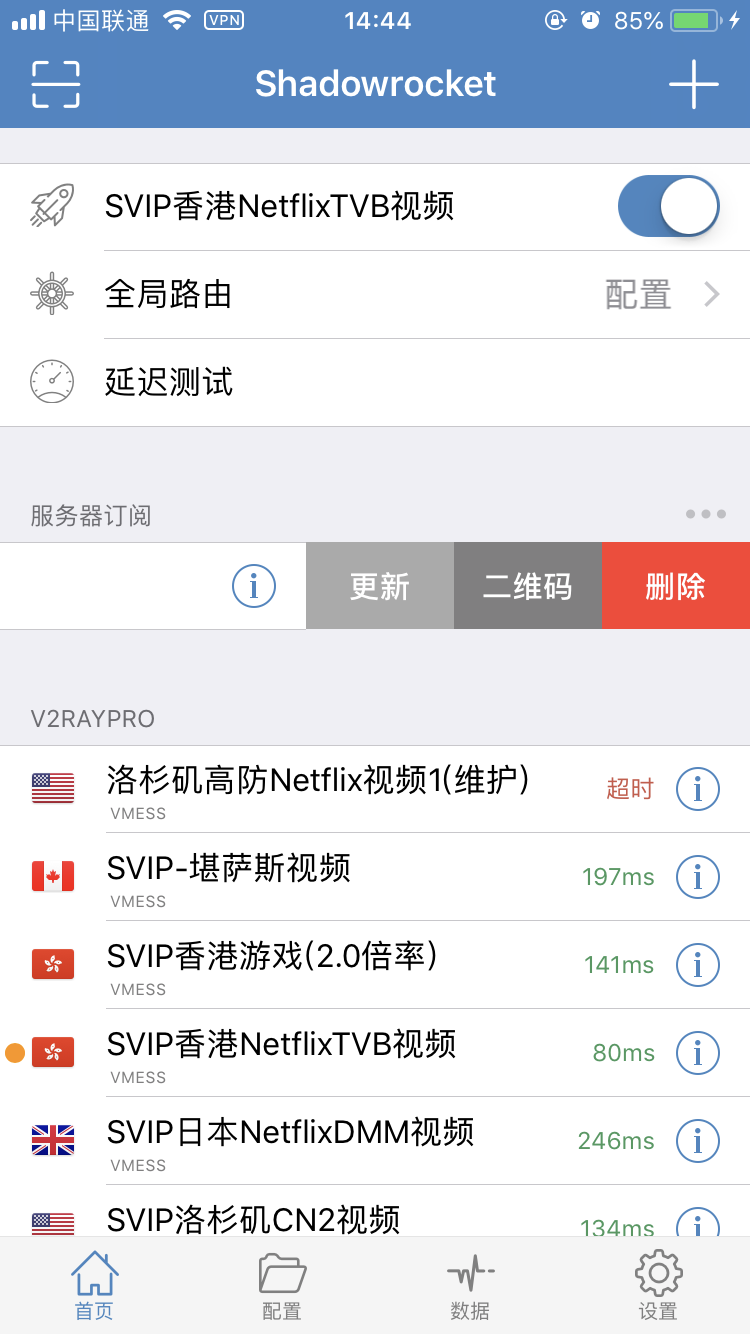 中国联通 VPN 14:44 85%
Shadowrocket
SVIP香港NetflixTVB视频
全局路由 配置
延迟测试
服务器订阅
更新 二维码 删除
V2RAYPRO
洛杉矶高防Netflix视频1(维护) 超时
VMESS
SVIP-堪萨斯视频 197ms
VMESS
SVIP香港游戏(2.0倍率) 141ms
VMESS
SVIP香港NetflixTVB视频 80ms
VMESS
SVIP日本NetflixDMM视频 246ms
VMESS
SVIP洛杉矶CN2视频 134ms
首页 配置 数据 设置